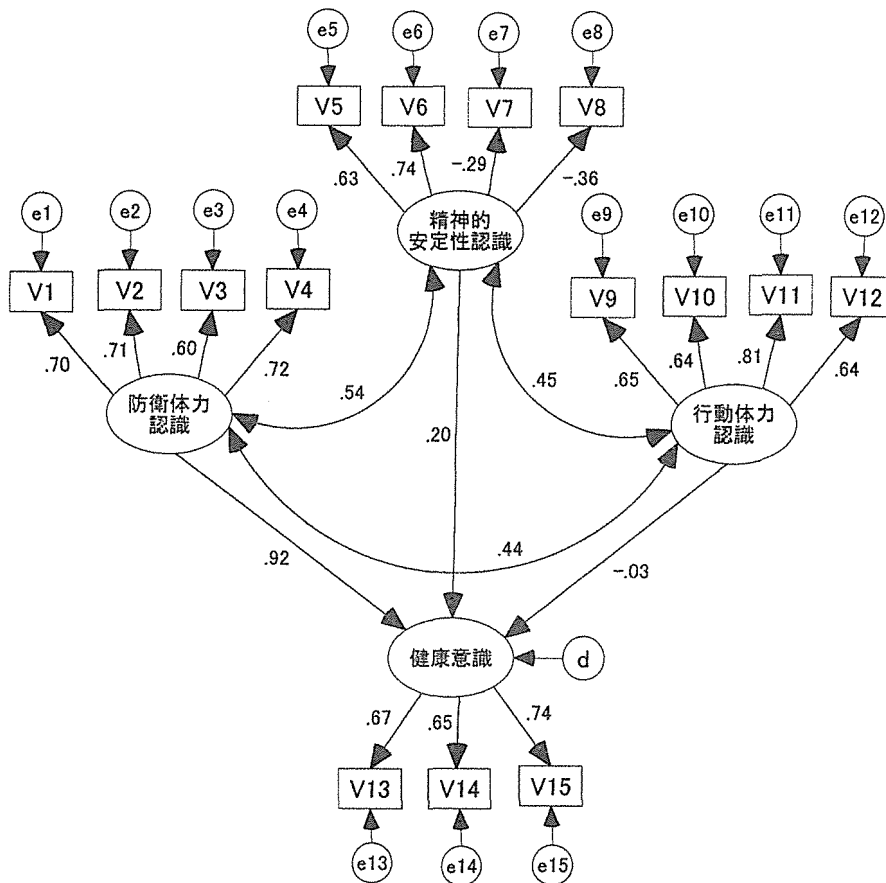 e5
e6
e7
e8
V5
V6
V7
V8
.63
.74
-.29
-.36
精神的
安定性認識
e1
e2
e3
e4
V1
V2
V3
V4
.70
.71
.60
.72
防衛体力
認識
e9
e10
e11
e12
V9
V10
V11
V12
.65
.64
.81
.64
行動体力
認識
.54
.45
.20
.44
.92
-.03
健康意識
d
.67
.65
.74
V13
V14
V15
e13
e14
e15